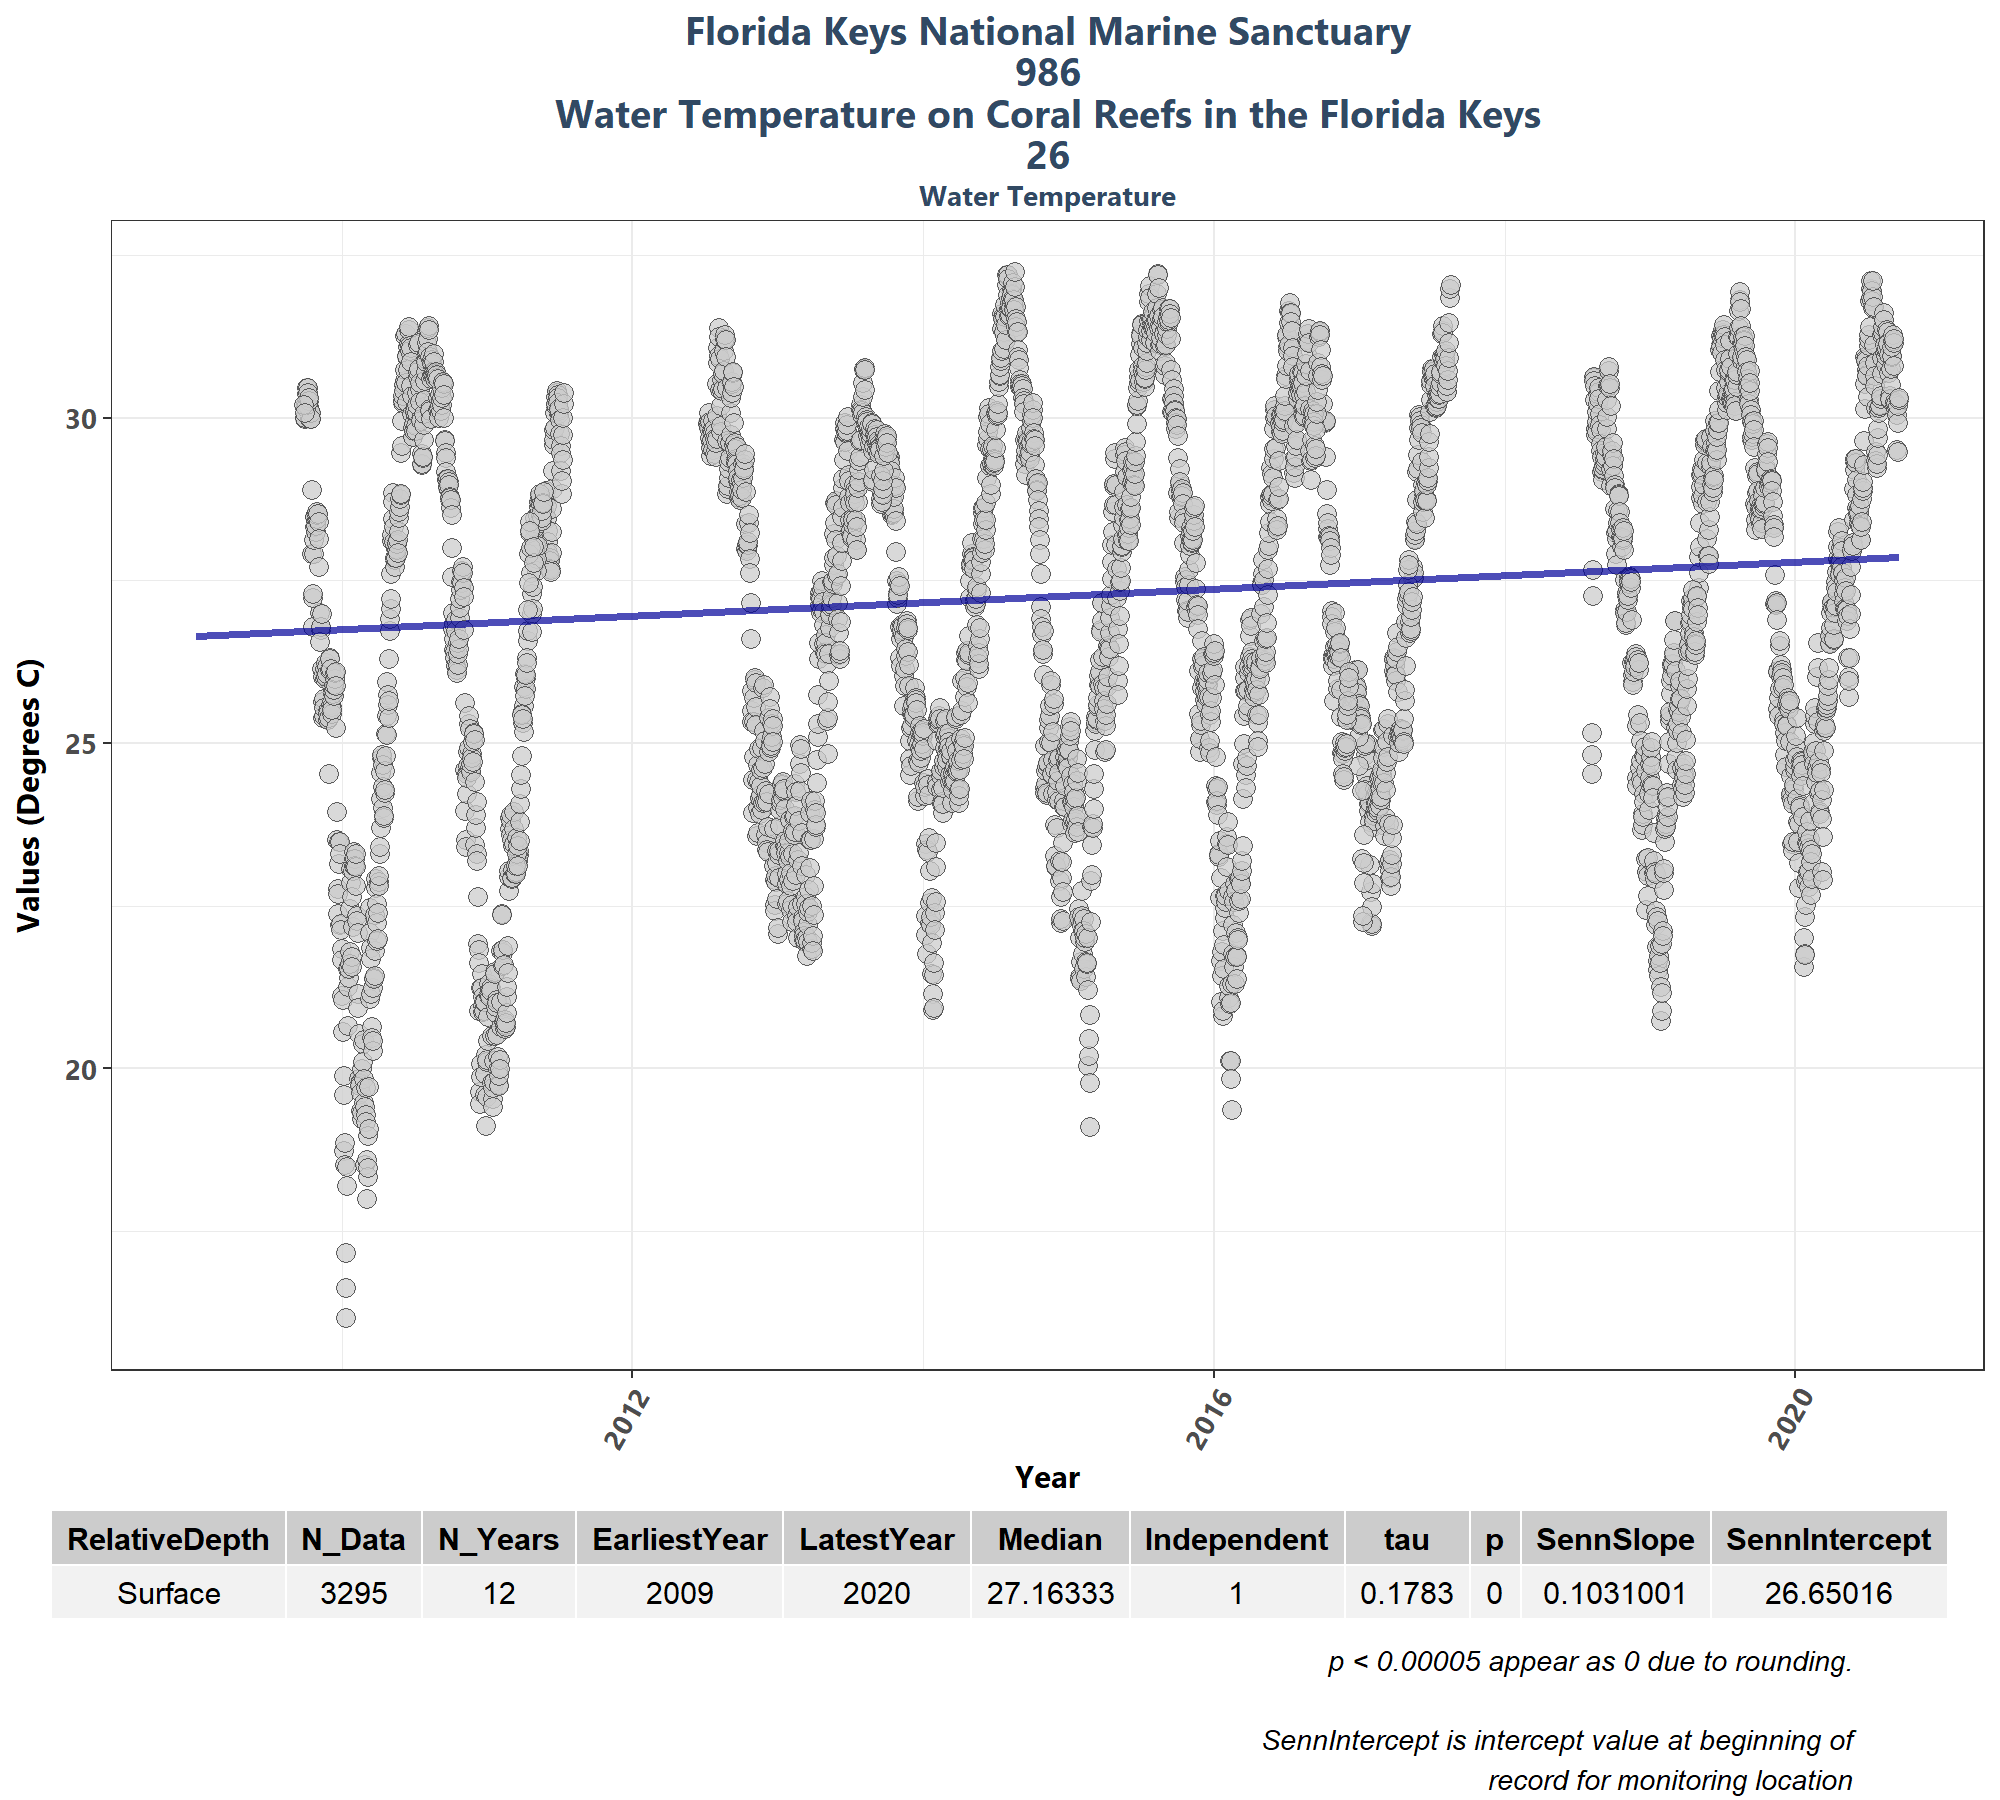 Florida Keys National Marine Sanctuary
986
Water Temperature on Coral Reefs in the Florida Keys
26
Water Temperature
Values (Degrees C)
30
25
20
2012
2016
2020
Year
RelativeDepth N_Data N_Years EarliestYear LatestYear Median Independent tau p SennSlope SennIntercept
Surface 3295 12 2009 2020 27.16333 1 0.1783 0 0.1031001 26.65016
p < 0.00005 appear as 0 due to rounding.
SennIntercept is intercept value at beginning of
record for monitoring location